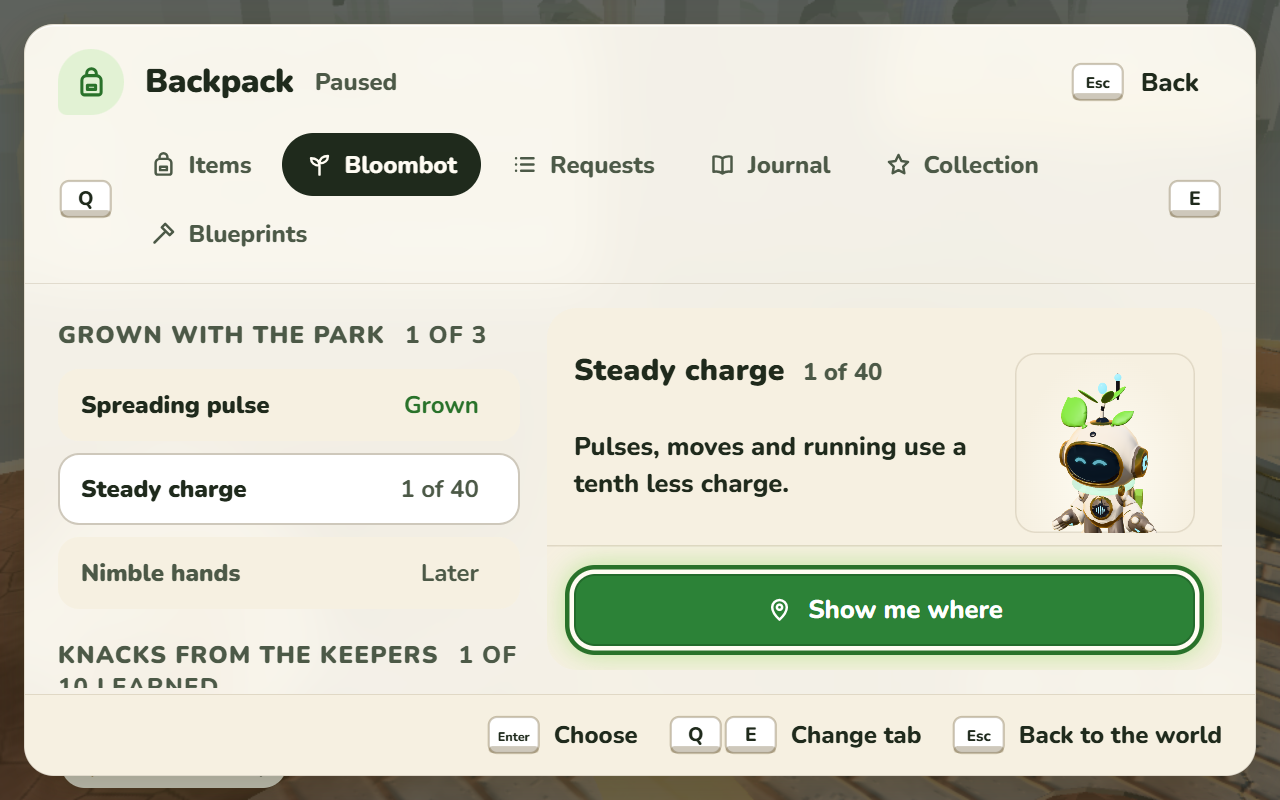 Backpack Paused
Esc Back
Q
Items
Bloombot
Requests
Journal
Collection
Blueprints
E
GROWN WITH THE PARK 1 OF 3
Spreading pulse Grown
Steady charge 1 of 40
Nimble hands Later
KNACKS FROM THE KEEPERS 1 OF
10 LEARNED
Steady charge 1 of 40
Pulses, moves and running use a
tenth less charge.
Show me where
Enter Choose
Q E Change tab
Esc Back to the world